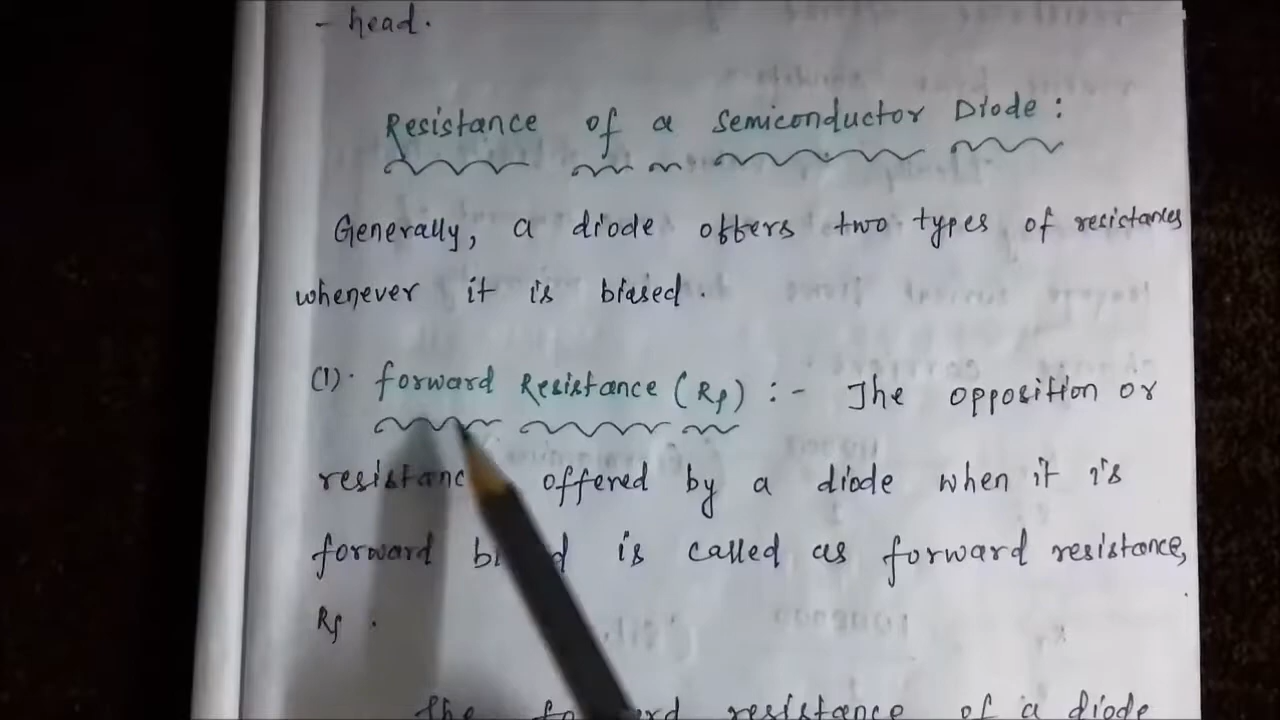 - head.
Resistance of a semiconductor Diode :
Generally, a diode offers two types of resistances
whenever it is biased.
(1). forward Resistance (Rf) :- The opposition or
resistanc offered by a diode when it is
forward is called as forward resistance,
Rf .
the resistance of a diode